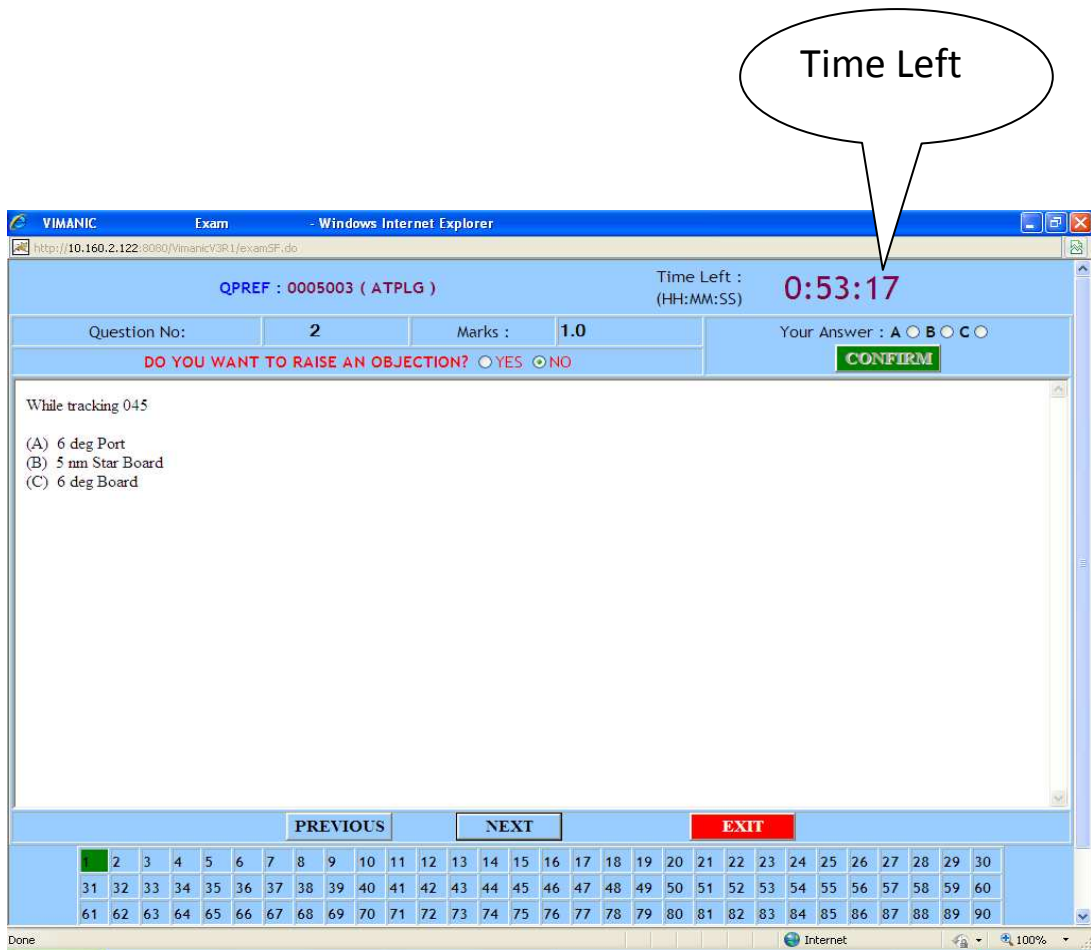 Time Left
VIMANIC Exam - Windows Internet Explorer
http://10.160.2.122:8080/VimanicV3R1/examSF.do
QPREF : 0005003 ( ATPLG )
Time Left :
(HH:MM:SS)
0:53:17
Question No: 2 Marks : 1.0 Your Answer : A B C
DO YOU WANT TO RAISE AN OBJECTION? YES NO
CONFIRM
While tracking 045
(A) 6 deg Port
(B) 5 nm Star Board
(C) 6 deg Board
PREVIOUS NEXT EXIT
1 2 3 4 5 6 7 8 9 10 11 12 13 14 15 16 17 18 19 20 21 22 23 24 25 26 27 28 29 30
31 32 33 34 35 36 37 38 39 40 41 42 43 44 45 46 47 48 49 50 51 52 53 54 55 56 57 58 59 60
61 62 63 64 65 66 67 68 69 70 71 72 73 74 75 76 77 78 79 80 81 82 83 84 85 86 87 88 89 90
Done Internet 100%